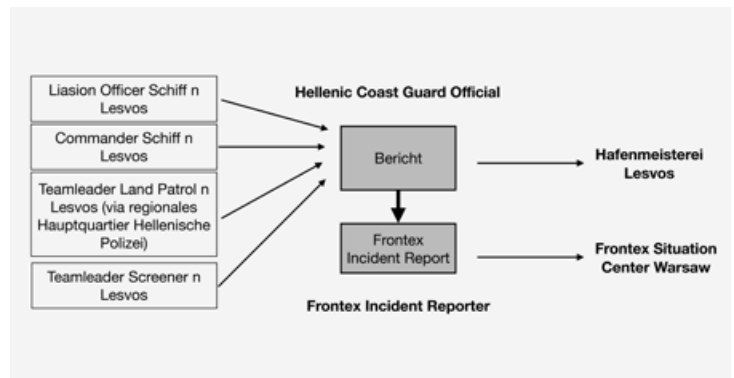 Liasion Officer Schiff n
Lesvos
Commander Schiff n
Lesvos
Teamleader Land Patrol n
Lesvos (via regionales
Hauptquartier Hellenische
Polizei)
Teamleader Screener n
Lesvos
Hellenic Coast Guard Official
Bericht
Frontex
Incident Report
Frontex Incident Reporter
Hafenmeisterei
Lesvos
Frontex Situation
Center Warsaw